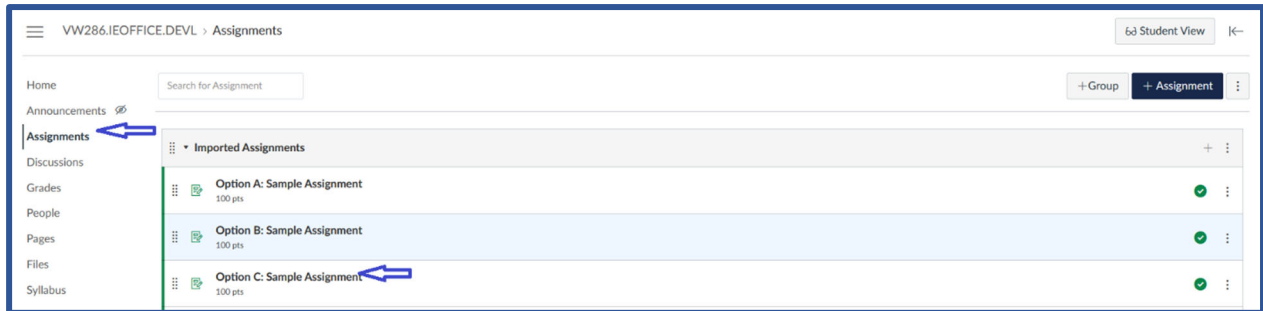 VW286.IEOFFICE.DEVL > Assignments
Student View
Home
Announcements
Assignments
Discussions
Grades
People
Pages
Files
Syllabus
Search for Assignment
+Group
+ Assignment
Imported Assignments
Option A: Sample Assignment
100 pts
Option B: Sample Assignment
100 pts
Option C: Sample Assignment
100 pts